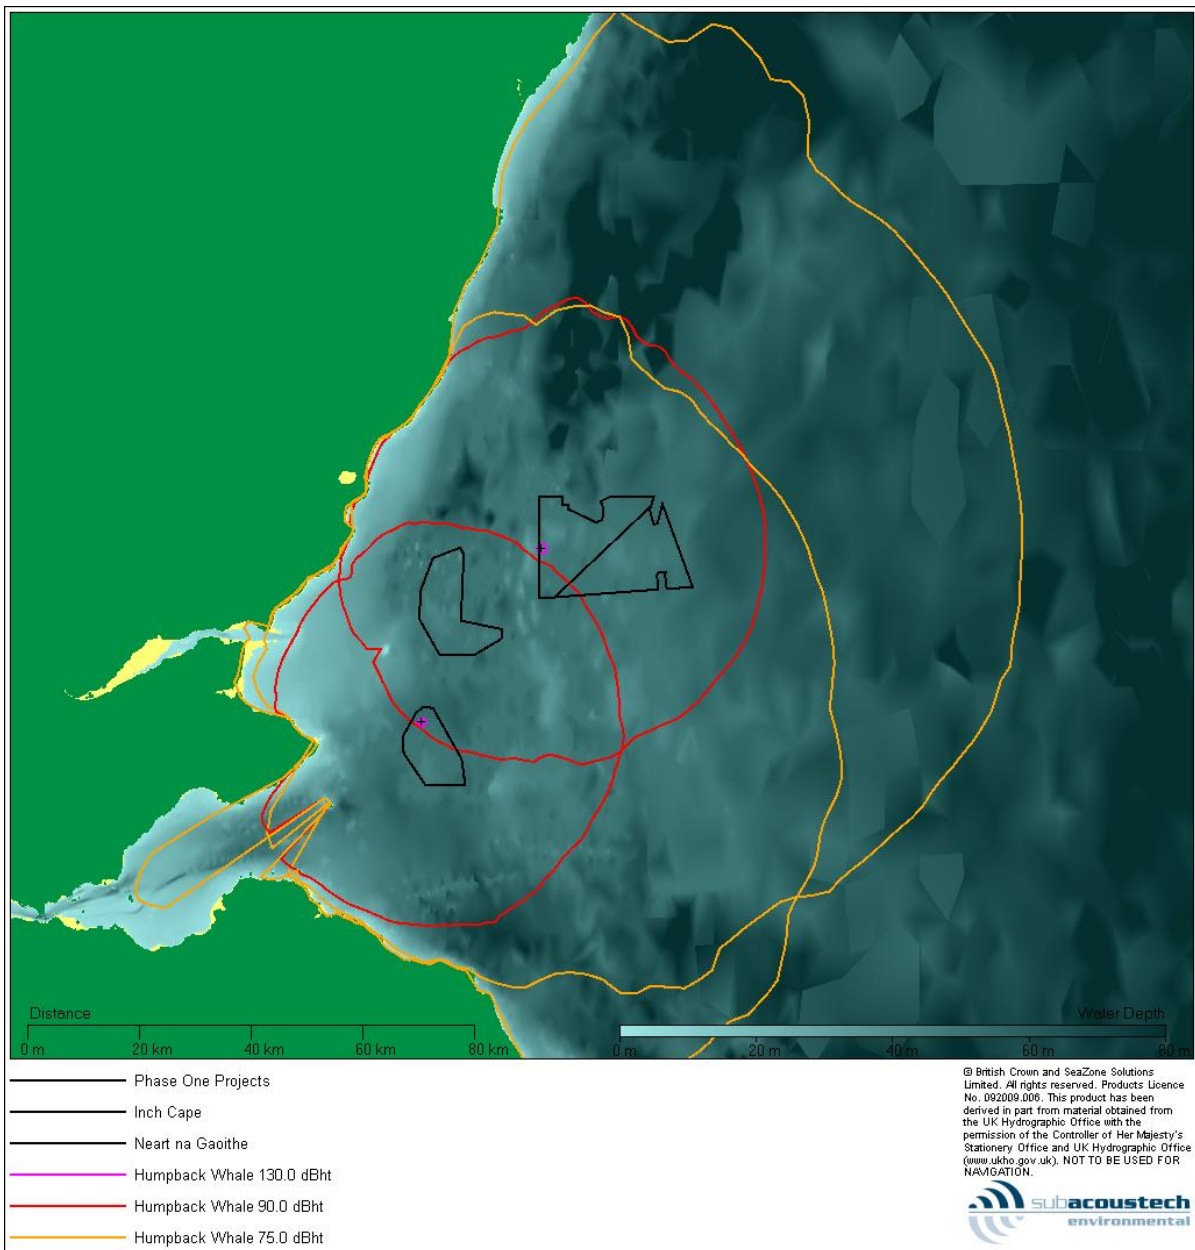 Distance
0 m 20 km 40 km 60 km 80 km
Water Depth
0 m 20 m 40 m 60 m 80 m
Phase One Projects
Inch Cape
Neart na Gaoithe
Humpback Whale 130.0 dBht
Humpback Whale 90.0 dBht
Humpback Whale 75.0 dBht
© British Crown and SeaZone Solutions
Limited. All rights reserved. Products Licence
No. 092009.006. This product has been
derived in part from material obtained from
the UK Hydrographic Office with the
permission of the Controller of Her Majesty's
Stationery Office and UK Hydrographic Office
(www.ukho.gov.uk). NOT TO BE USED FOR
NAVIGATION.
subacoustech
environmental